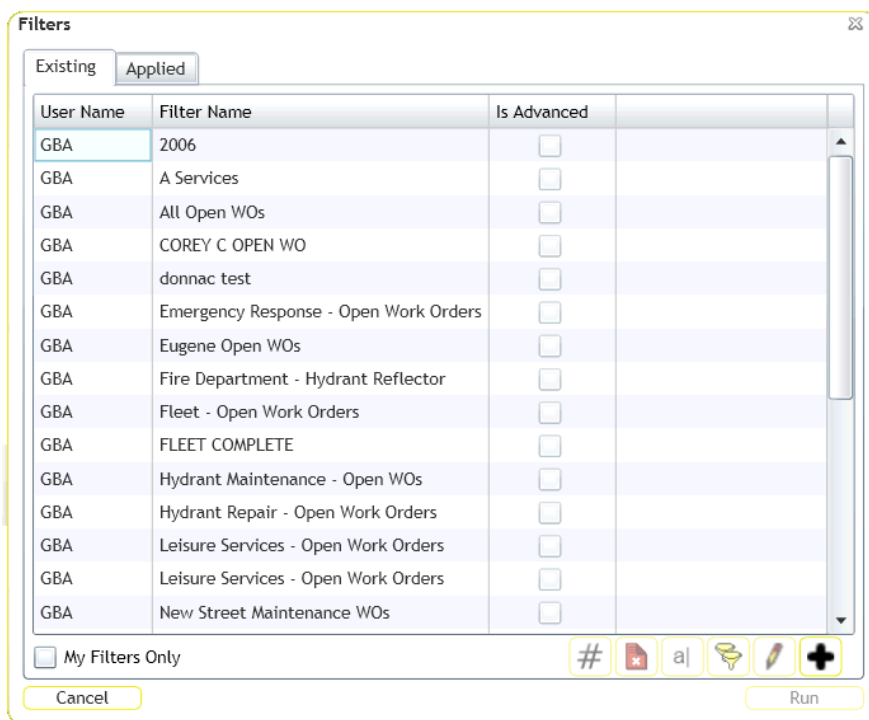 Filters
Existing Applied
User Name Filter Name Is Advanced
GBA 2006
GBA A Services
GBA All Open WOs
GBA COREY C OPEN WO
GBA donnac test
GBA Emergency Response - Open Work Orders
GBA Eugene Open WOs
GBA Fire Department - Hydrant Reflector
GBA Fleet - Open Work Orders
GBA FLEET COMPLETE
GBA Hydrant Maintenance - Open WOs
GBA Hydrant Repair - Open Work Orders
GBA Leisure Services - Open Work Orders
GBA Leisure Services - Open Work Orders
GBA New Street Maintenance WOs
My Filters Only # a|
Cancel Run